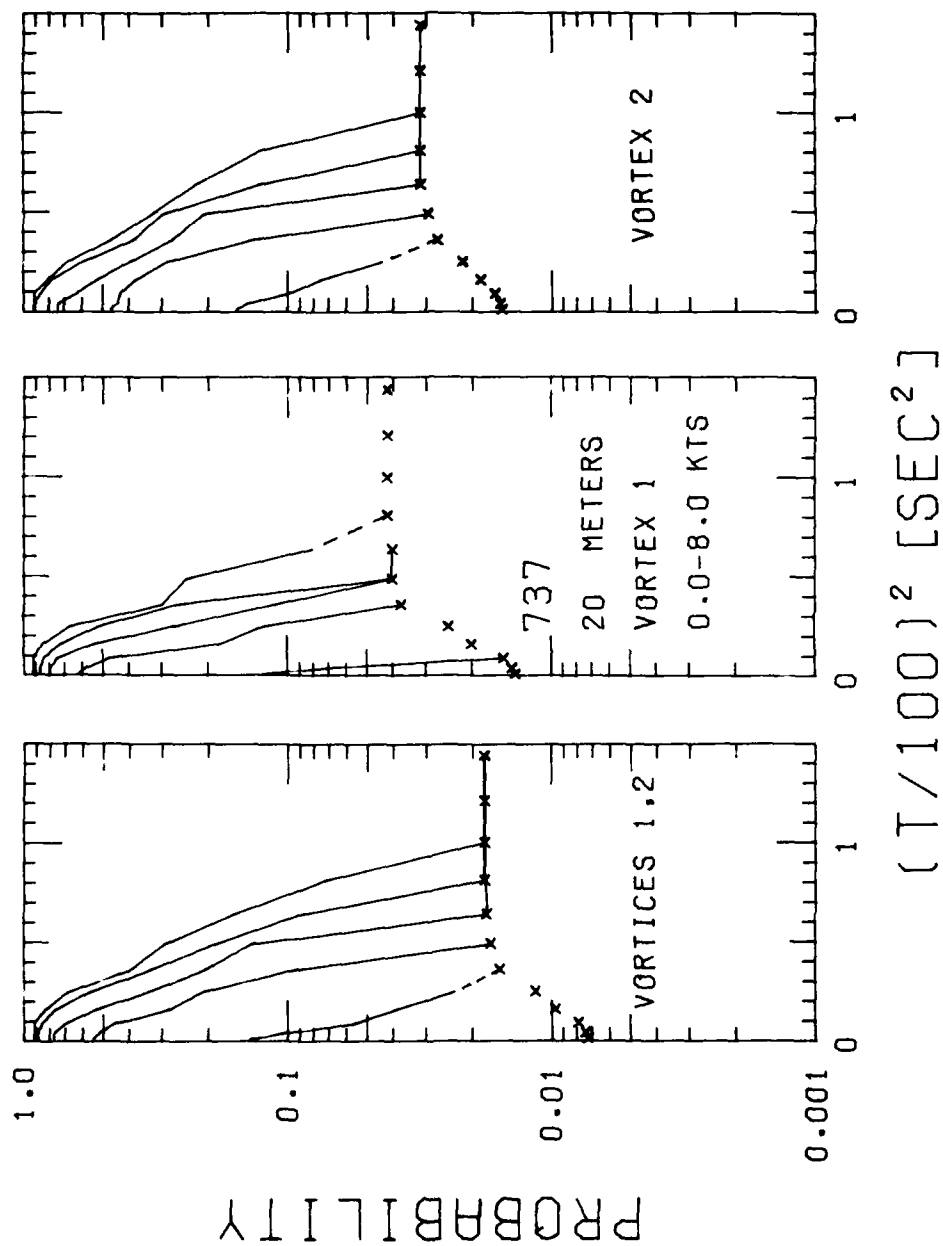 PROBABILITY
1.0
0.1
0.01
0.001
VORTICES 1,2
0
1
737
20 METERS
VORTEX 1
0.0-8.0 KTS
0
1
VORTEX 2
0
1
(T/100)² [SEC²]